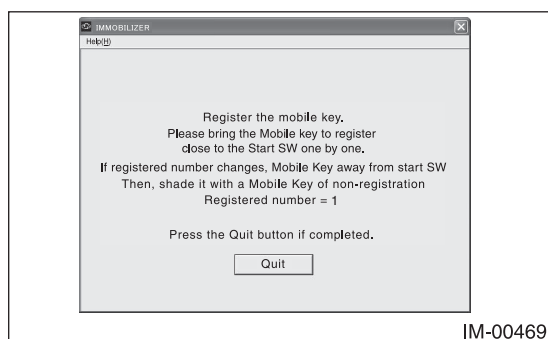 IMMOBILIZER
Help(H)
Register the mobile key.
Please bring the Mobile key to register
close to the Start SW one by one.
If registered number changes, Mobile Key away from start SW
Then, shade it with a Mobile Key of non-registration
Registered number = 1
Press the Quit button if completed.
Quit
IM-00469